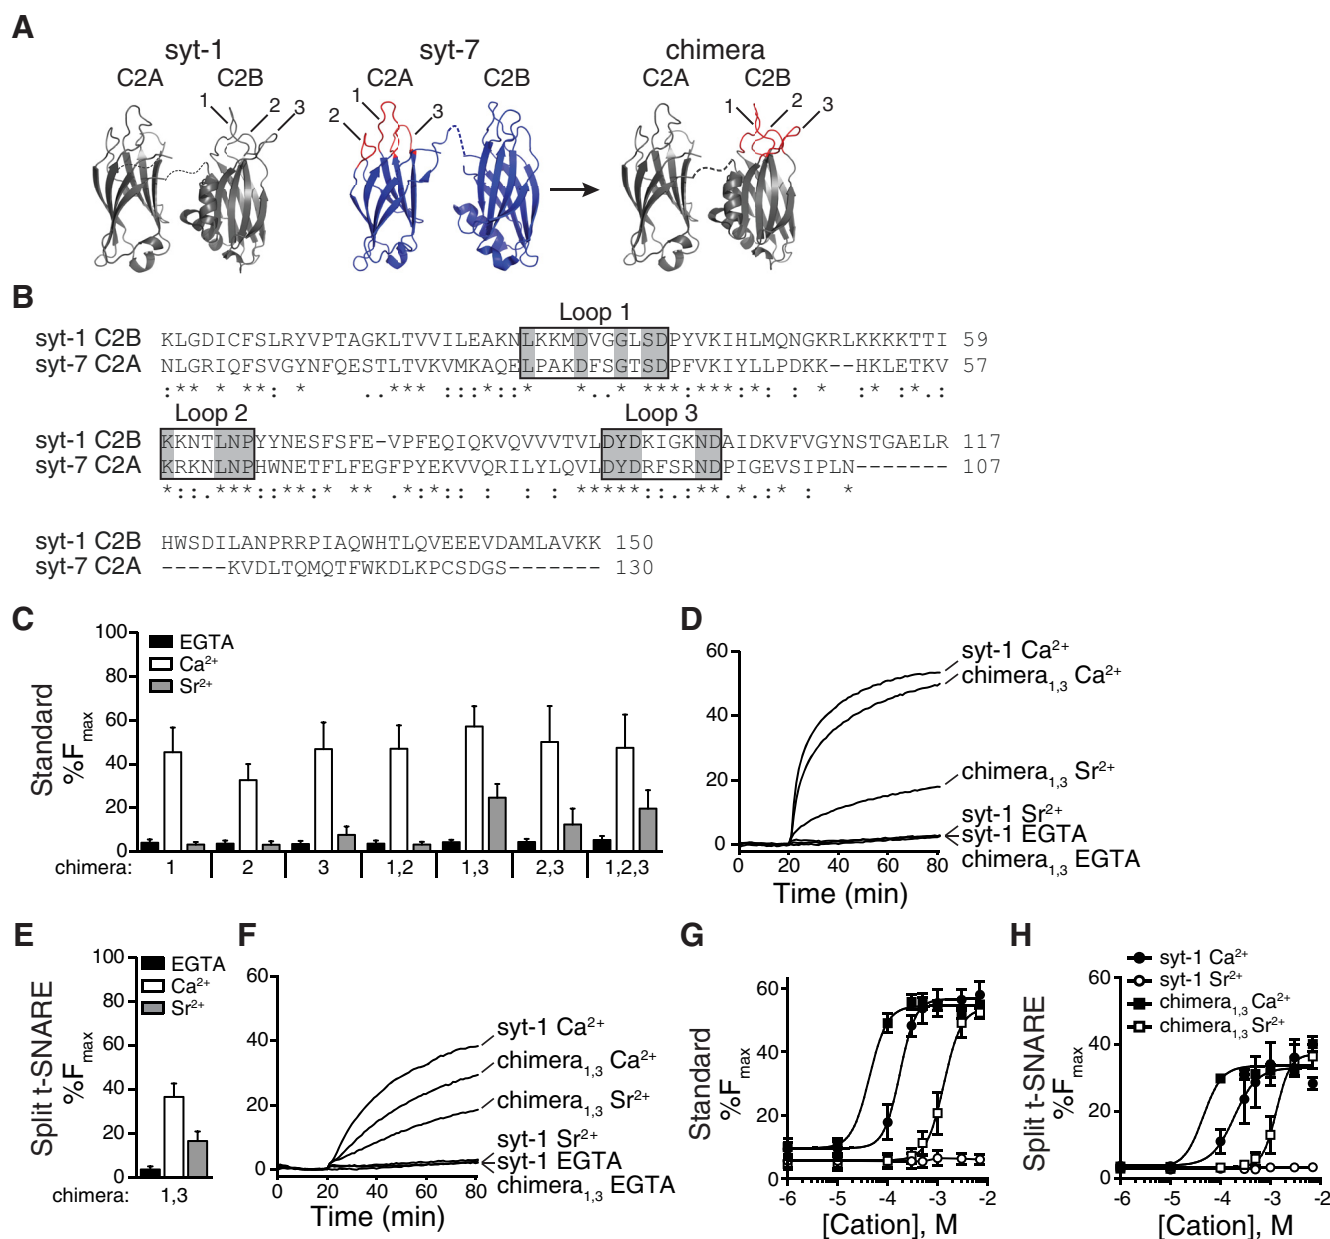 A
syt-1
syt-7
chimera
C2A C2B
C2A C2B
C2A C2B
1 2 3
2 1 3
1 2 3
B
Loop 1
syt-1 C2B KLGDICFSLRYVPTAGKLTVVILEAKNLKKMDVGGLSDPYVKIHLMQNGKRLKKKKTTI 59
syt-7 C2A NLGRIQFSVGYNFQESTLTVKVMKAQELPAKDFSGTSDPFVKIYLLPDKK--HKLETKV 57
:** * **: * ..*** :::*::* *..* **:***:*: : * * *.:
Loop 2 Loop 3
syt-1 C2B KKNTLNPYYNESFSFE-VPFEQIQKVQVVVTVLDYDKIGKNDAIDKVFVGYNSTGAELR 117
syt-7 C2A KRKNLNPHWNETFLFEGFPYEKVVQRILYLQVLDYDRFSRNDPIGEVSIPLN------- 107
*::.***::**:* ** .*:*:: : : : ****::.:**.*.:* : *
syt-1 C2B HWSDILANPRRPIAQWHTLQVEEEVDAMLAVKK 150
syt-7 C2A -----KVDLTQMQTFWKDLKPCSDGS------- 130
C
Standard
%Fmax
100
80
60
40
20
0
EGTA
Ca2+
Sr2+
chimera: 1 2 3 1,2 1,3 2,3 1,2,3
D
60
40
20
0
0 20 40 60 80
Time (min)
syt-1 Ca2+
chimera1,3 Ca2+
chimera1,3 Sr2+
syt-1 Sr2+
syt-1 EGTA
chimera1,3 EGTA
E
Split t-SNARE
%Fmax
100
80
60
40
20
0
EGTA
Ca2+
Sr2+
chimera: 1,3
F
60
40
20
0
0 20 40 60 80
Time (min)
syt-1 Ca2+
chimera1,3 Ca2+
chimera1,3 Sr2+
syt-1 Sr2+
syt-1 EGTA
chimera1,3 EGTA
G
Standard
%Fmax
60
40
20
0
-6 -5 -4 -3 -2
[Cation], M
H
Split t-SNARE
%Fmax
60
40
20
0
syt-1 Ca2+
syt-1 Sr2+
chimera1,3 Ca2+
chimera1,3 Sr2+
-6 -5 -4 -3 -2
[Cation], M